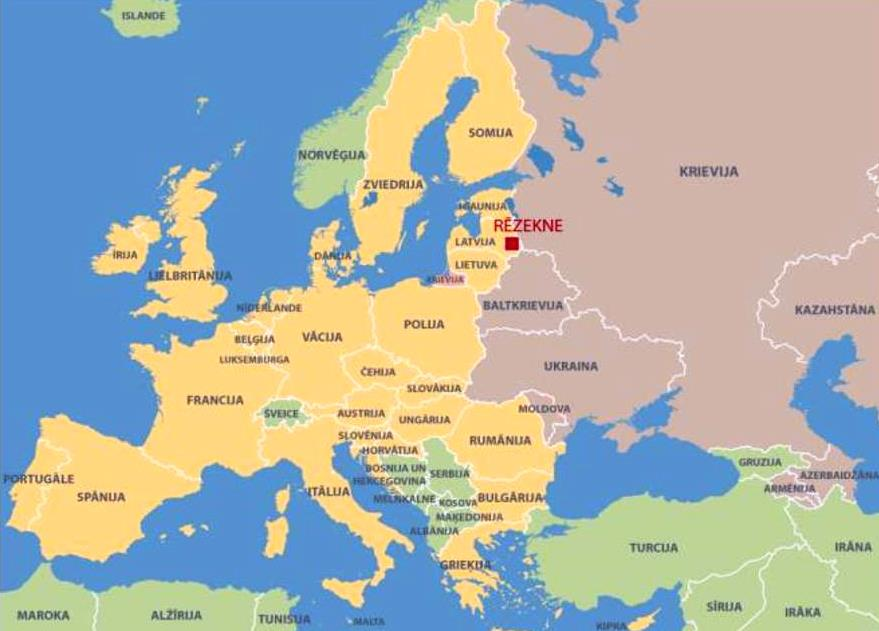 ISLANDE
SOMIJA
NORVĒĢIJA
KRIEVIJA
ZVIEDRIJA
IGAUNIJA
RĒZEKNE
LATVIJA
ĪRIJA
DĀNIJA
LIETUVA
LIELBRITĀNIJA
KRIEVIJA
NĪDERLANDE
BALTKRIEVIJA
KAZAHSTĀNA
POLIJA
BEĻĢIJA
VĀCIJA
LUKSEMBURGA
UKRAINA
ČEHIJA
SLOVĀKIJA
FRANCIJA
ŠVEICE
AUSTRIJA
UNGĀRIJA
MOLDOVA
SLOVĒNIJA
RUMĀNIJA
HORVĀTIJA
BOSNIJA UN
HERCEGOVINA
SERBIJA
GRUZIJA
PORTUGĀLE
SPĀNIJA
ITĀLIJA
MELNKALNE
KOSOVA
BULGĀRIJA
AZERBAIDŽĀNA
ARMĒNIJA
MAĶEDONIJA
ALBĀNIJA
TURCIJA
IRĀNA
GRIEĶIJA
MAROKA
ALŽĪRIJA
TUNISIJA
MALTA
KIPRA
SĪRIJA
IRĀKA